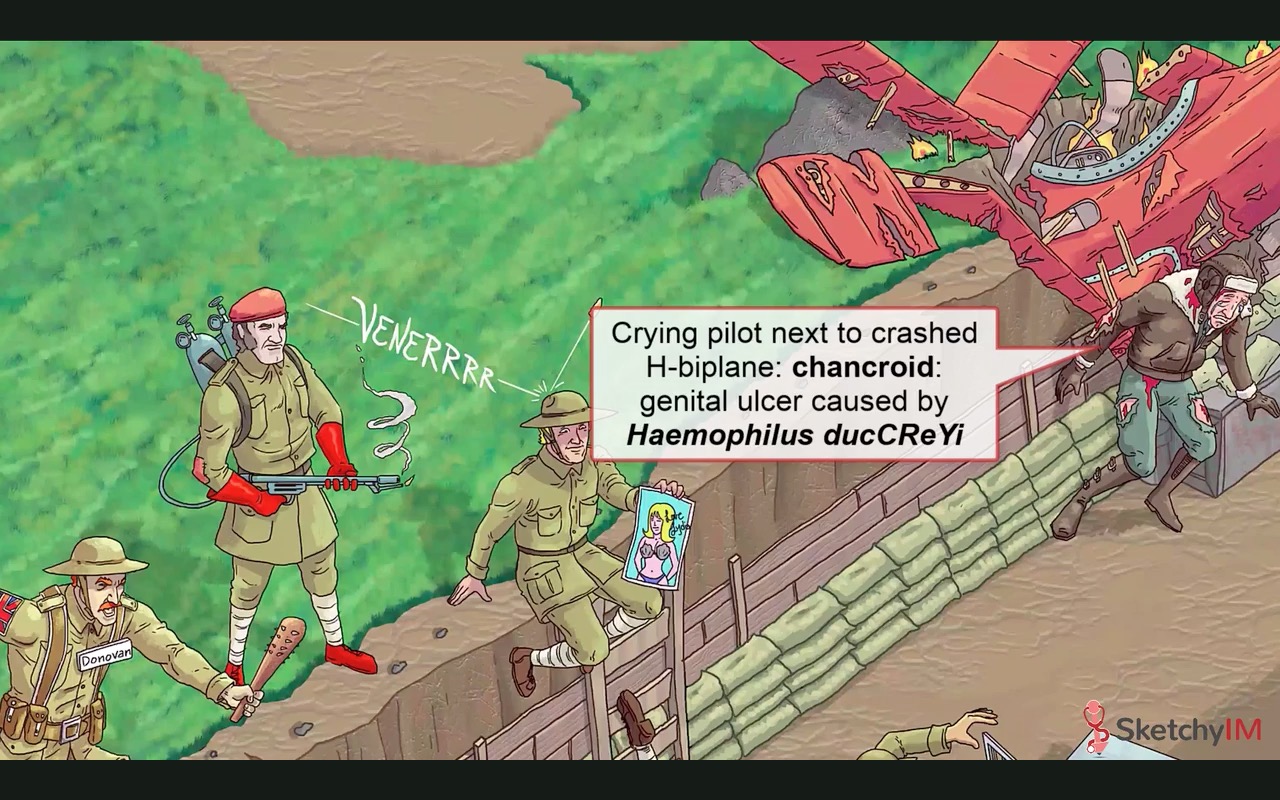 VENERRRR
Crying pilot next to crashed
H-biplane: chancroid:
genital ulcer caused by
Haemophilus ducCReYi
Donovan
SketchyIM